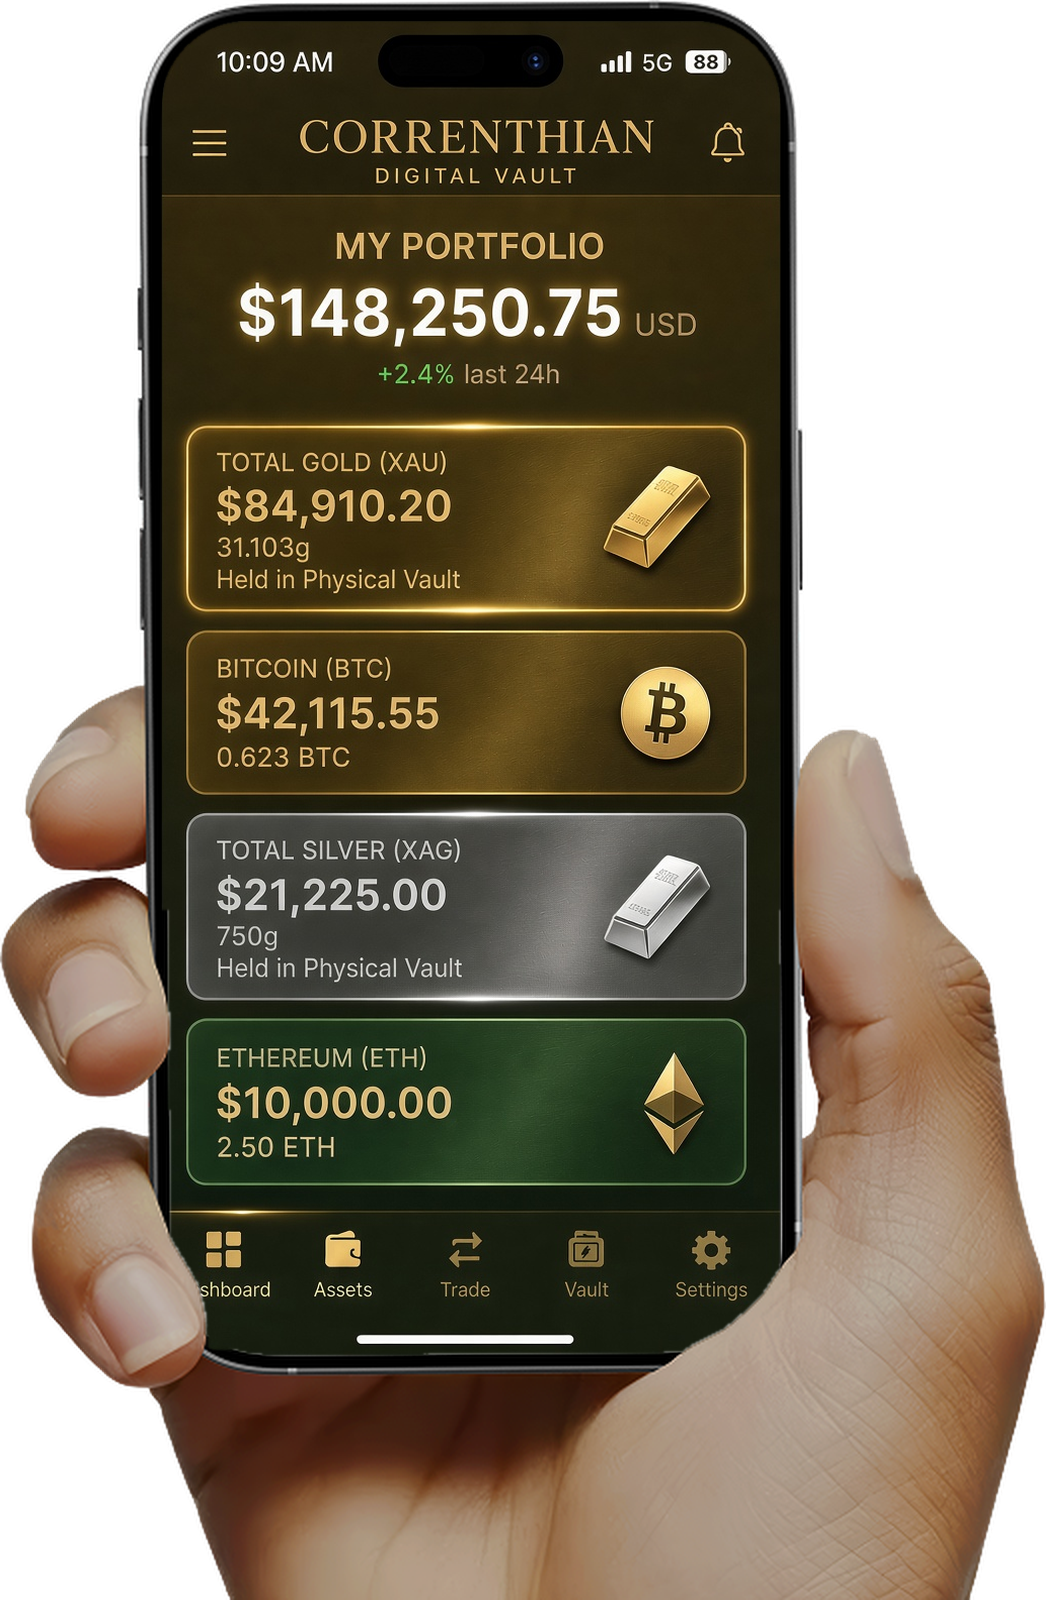 10:09 AM
5G 88
CORRENTHIAN
DIGITAL VAULT
MY PORTFOLIO
$148,250.75 USD
+2.4% last 24h
TOTAL GOLD (XAU)
$84,910.20
31.103g
Held in Physical Vault
BITCOIN (BTC)
$42,115.55
0.623 BTC
TOTAL SILVER (XAG)
$21,225.00
750g
Held in Physical Vault
ETHEREUM (ETH)
$10,000.00
2.50 ETH
shboard Assets Trade Vault Settings